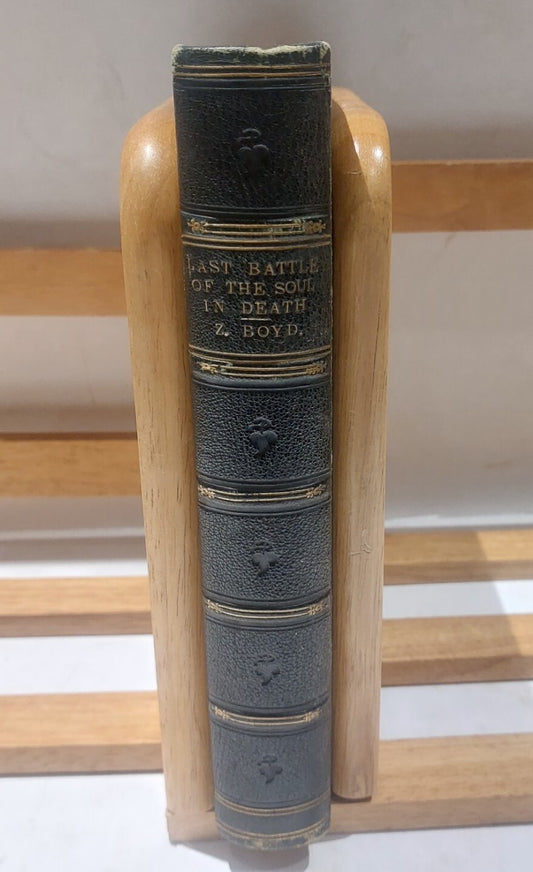 LAST BATTLE
OF THE SOUL
IN DEATH
Z. BOYD.